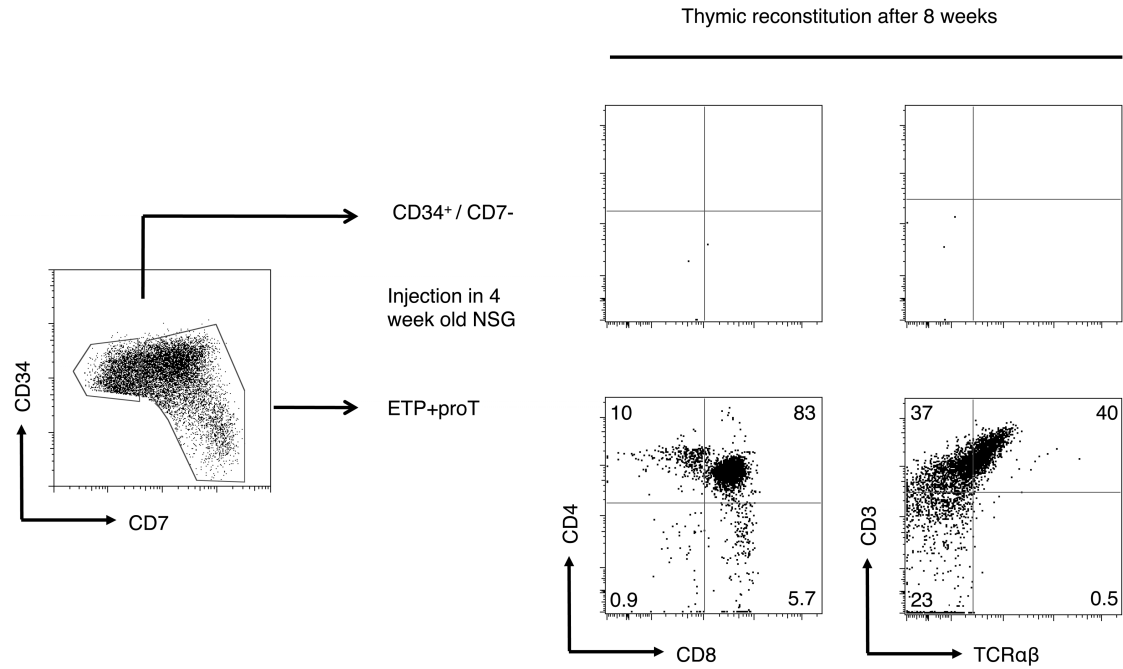 Thymic reconstitution after 8 weeks
CD34⁺ / CD7-
Injection in 4
week old NSG
ETP+proT
CD34
CD7
10
83
0.9
5.7
CD4
CD8
37
40
23
0.5
CD3
TCRαβ